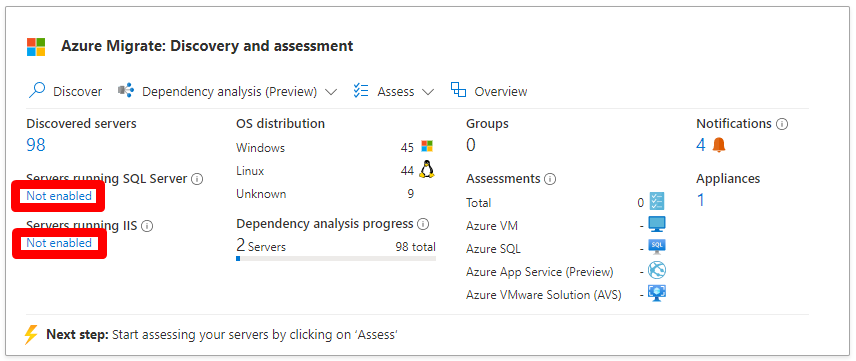 Azure Migrate: Discovery and assessment
Discover
Dependency analysis (Preview)
Assess
Overview
Discovered servers
98
Servers running SQL Server
Not enabled
Servers running IIS
Not enabled
OS distribution
Windows 45
Linux 44
Unknown 9
Dependency analysis progress
2 Servers 98 total
Groups
0
Assessments
Total 0
Azure VM -
Azure SQL - SQL
Azure App Service (Preview) -
Azure VMware Solution (AVS) -
Notifications
4
Appliances
1
Next step: Start assessing your servers by clicking on ‘Assess’